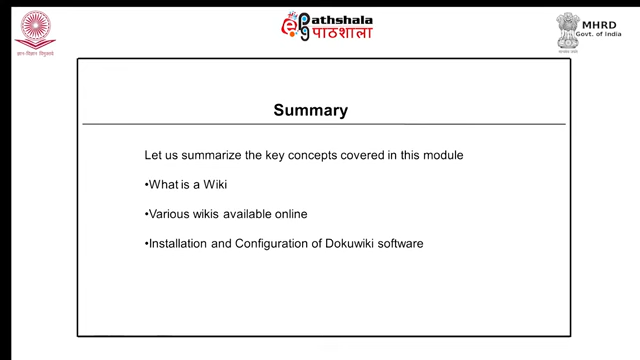 Pathshala
पाठशाला
MHRD
Govt. of India
Summary
Let us summarize the key concepts covered in this module
•What is a Wiki
•Various wikis available online
•Installation and Configuration of Dokuwiki software